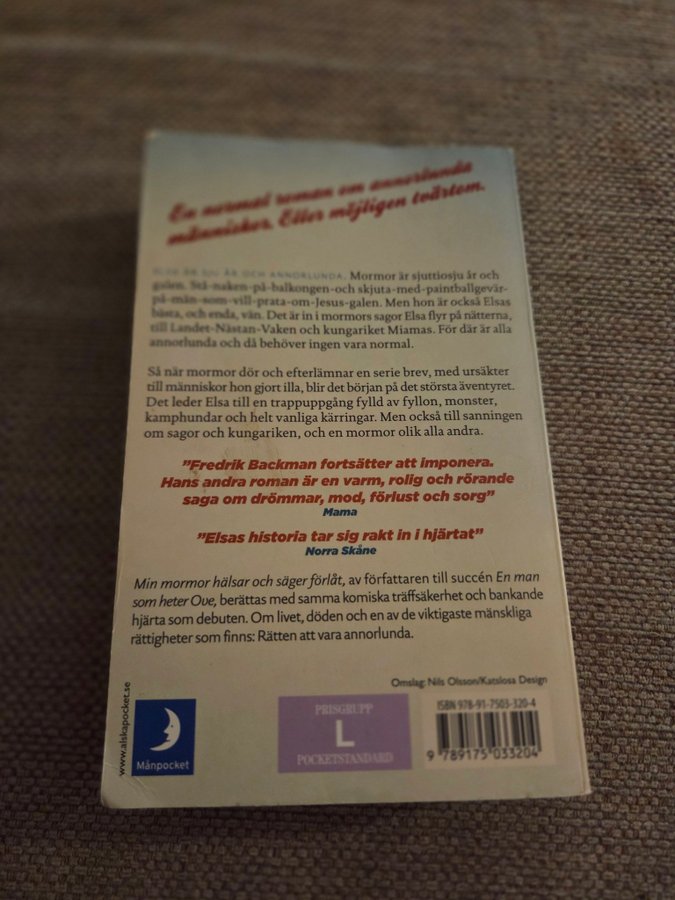 En normal roman om annorlunda
människor. Eller möjligen tvärtom.
ELSA ÄR SJU ÅR OCH ANNORLUNDA. Mormor är sjuttiosju år och
galen. Stå-naken-på-balkongen-och skjuta-med-paintballgevär-
på-män-som-vill-prata-om-Jesus-galen. Men hon är också Elsas
bästa, och enda, vän. Det är in i mormors sagor Elsa flyr på nätterna,
till Landet-Nästan-Vaken och kungariket Miamas. För där är alla
annorlunda och då behöver ingen vara normal.
Så när mormor dör och efterlämnar en serie brev, med ursäkter
till människor hon gjort illa, blir det början på det största äventyret.
Det leder Elsa till en trappuppgång fylld av fyllon, monster,
kamphundar och helt vanliga kärringar. Men också till sanningen
om sagor och kungariken, och en mormor olik alla andra.
”Fredrik Backman fortsätter att imponera.
Hans andra roman är en varm, rolig och rörande
saga om drömmar, mod, förlust och sorg”
Mama
”Elsas historia tar sig rakt in i hjärtat”
Norra Skåne
Min mormor hälsar och säger förlåt, av författaren till succén En man
som heter Ove, berättas med samma komiska träffsäkerhet och bankande
hjärta som debuten. Om livet, döden och en av de viktigaste mänskliga
rättigheter som finns: Rätten att vara annorlunda.
Omslag: Nils Olsson/Katslosa Design
www.alskapocket.se
Månpocket
PRISGRUPP
L
POCKETSTANDARD
ISBN 978-91-7503-320-4
9 789175 033204